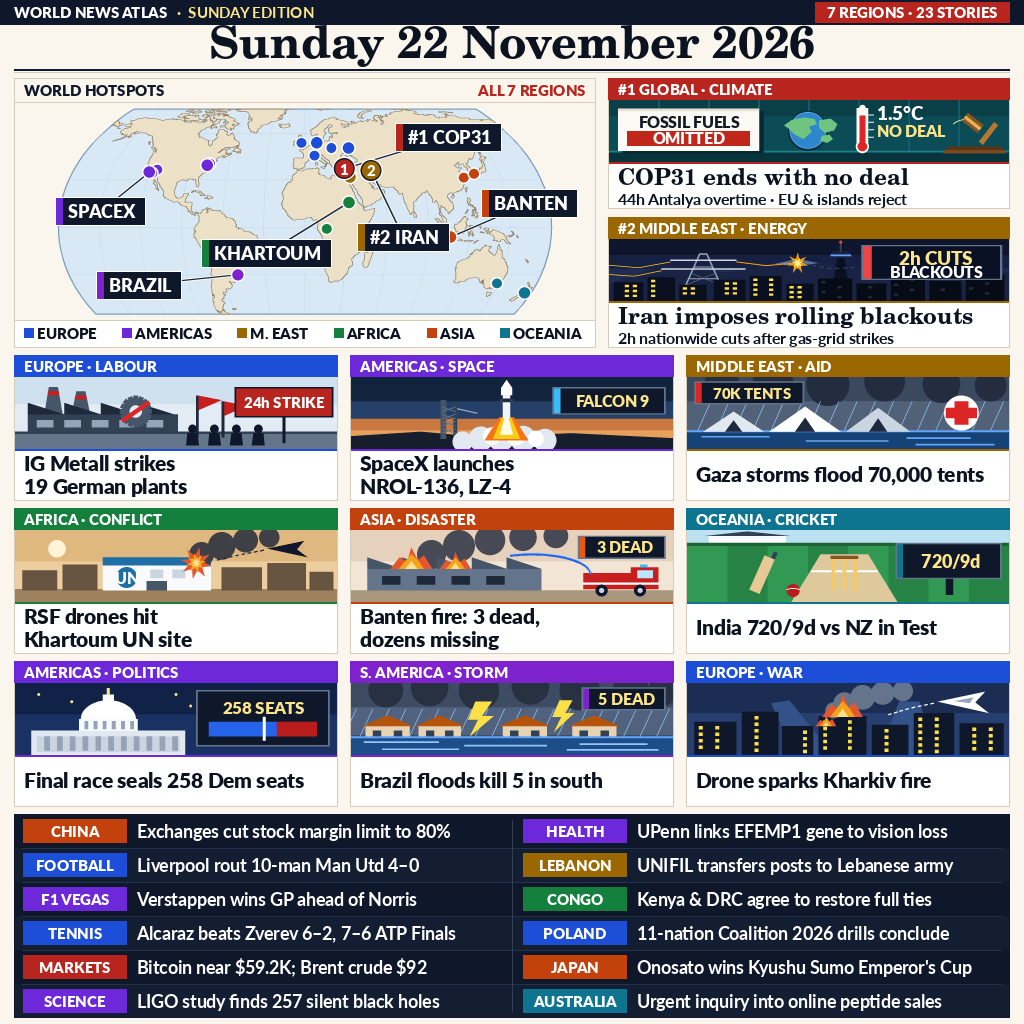 WORLD NEWS ATLAS · SUNDAY EDITION
7 REGIONS · 23 STORIES
Sunday 22 November 2026
WORLD HOTSPOTS
ALL 7 REGIONS
#1 COP31
1
2
SPACEX
BANTEN
KHARTOUM
#2 IRAN
BRAZIL
EUROPE
AMERICAS
M. EAST
AFRICA
ASIA
OCEANIA
#1 GLOBAL · CLIMATE
FOSSIL FUELS
OMITTED
1.5°C
NO DEAL
COP31 ends with no deal
44h Antalya overtime · EU & islands reject
#2 MIDDLE EAST · ENERGY
2h CUTS
BLACKOUTS
Iran imposes rolling blackouts
2h nationwide cuts after gas-grid strikes
EUROPE · LABOUR
24h STRIKE
IG Metall strikes
19 German plants
AMERICAS · SPACE
FALCON 9
SpaceX launches
NROL-136, LZ-4
MIDDLE EAST · AID
70K TENTS
Gaza storms flood 70,000 tents
AFRICA · CONFLICT
UN
RSF drones hit
Khartoum UN site
ASIA · DISASTER
3 DEAD
Banten fire: 3 dead,
dozens missing
OCEANIA · CRICKET
720/9d
India 720/9d vs NZ in Test
AMERICAS · POLITICS
258 SEATS
Final race seals 258 Dem seats
S. AMERICA · STORM
5 DEAD
Brazil floods kill 5 in south
EUROPE · WAR
Drone sparks Kharkiv fire
CHINA
Exchanges cut stock margin limit to 80%
FOOTBALL
Liverpool rout 10-man Man Utd 4–0
F1 VEGAS
Verstappen wins GP ahead of Norris
TENNIS
Alcaraz beats Zverev 6–2, 7–6 ATP Finals
MARKETS
Bitcoin near $59.2K; Brent crude $92
SCIENCE
LIGO study finds 257 silent black holes
HEALTH
UPenn links EFEMP1 gene to vision loss
LEBANON
UNIFIL transfers posts to Lebanese army
CONGO
Kenya & DRC agree to restore full ties
POLAND
11-nation Coalition 2026 drills conclude
JAPAN
Onosato wins Kyushu Sumo Emperor's Cup
AUSTRALIA
Urgent inquiry into online peptide sales